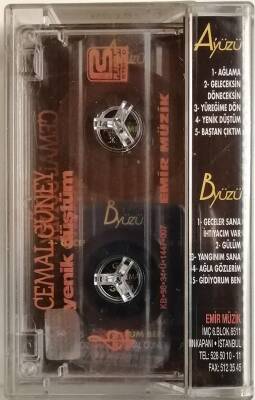 A yüzü
1- AĞLAMA
2- GELECEKSİN
DÖNECEKSİN
3- YÜREĞİME DÖN
4- YENİK DÜŞTÜM
5- BAŞTAN ÇIKTIM
B yüzü
1- GECELER SANA
İHTİYACIM VAR
2- GÜLÜM
3- YANGINIM SANA
4- AĞLA GÖZLERİM
5- GİDİYORUM BEN
EMİR MÜZİK
İMÇ 6.BLOK 6511
UNKAPANI • İSTANBUL
TEL: 528 50 10 - 11
FAX: 512 35 45
CEMAL GÜNEY
yenik düştüm
EMİR MÜZİK